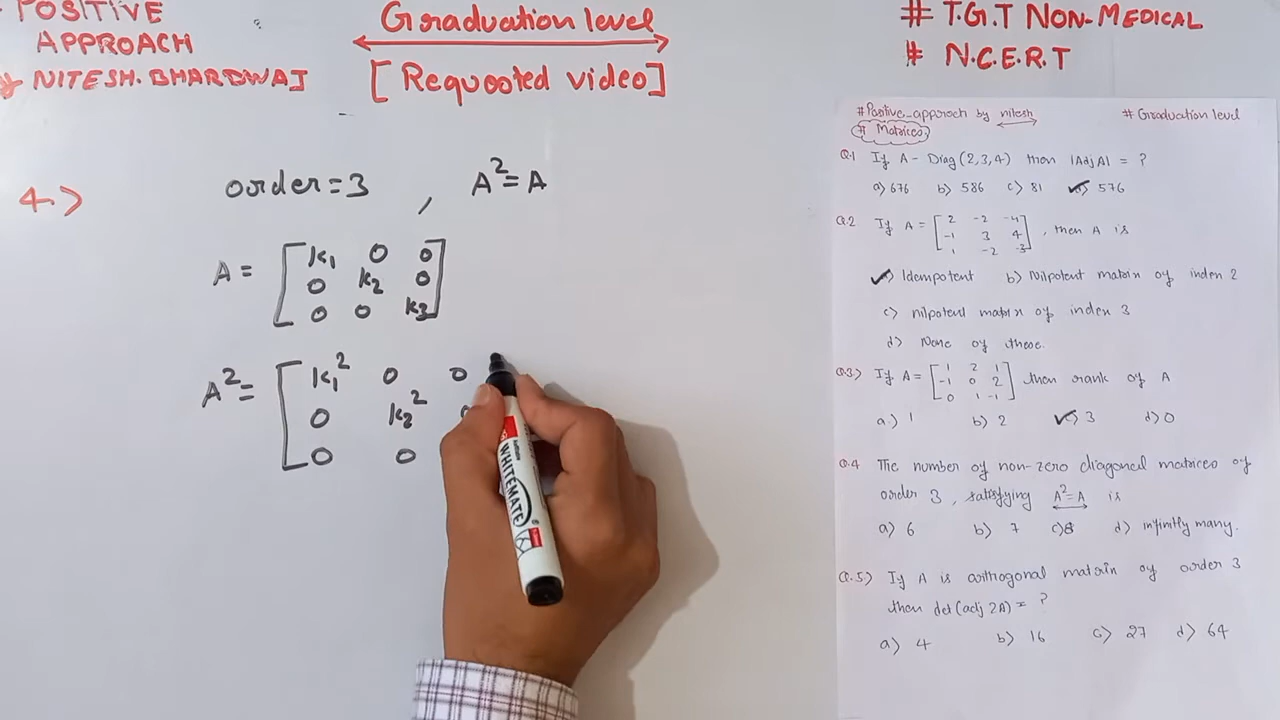 POSITIVE
APPROACH
NITESH.BHARDWAJ
Graduation level
[Requested video]
# T.G.T NON-MEDICAL
# N.C.E.R.T
4.>
order=3 , A²=A
A = [k₁ 0 0
0 k₂ 0
0 0 k₃]
A² = [k₁² 0 0
0 k₂²
0 0
WHITEMATE
#Positive_approch by nitesh
# Graduation level
# Matrices
Q.1 If A - Diag(2,3,4) then |AdjA| = ?
a) 676 b) 586 c) 81 d) 576
Q.2 If A = [2 -2 -4
-1 3 4
1 -2 -3] , then A is
Idempotent b) Nilpotent matrix of index 2
c) nilpotent matrix of index 3
d) None of these.
Q.3) If A = [1 2 1
-1 0 2
0 1 -1] then rank of A
a.) 1 b) 2 c) 3 d) 0
Q.4 The number of non-zero diagonal matrices of
order 3, satisfying A²=A is
a) 6 b) 7 c) 8 d) infinitly many.
Q.5) If A is orthogonal matrix of order 3
then det(adj 2A) = ?
a) 4 b) 16 c) 27 d) 64